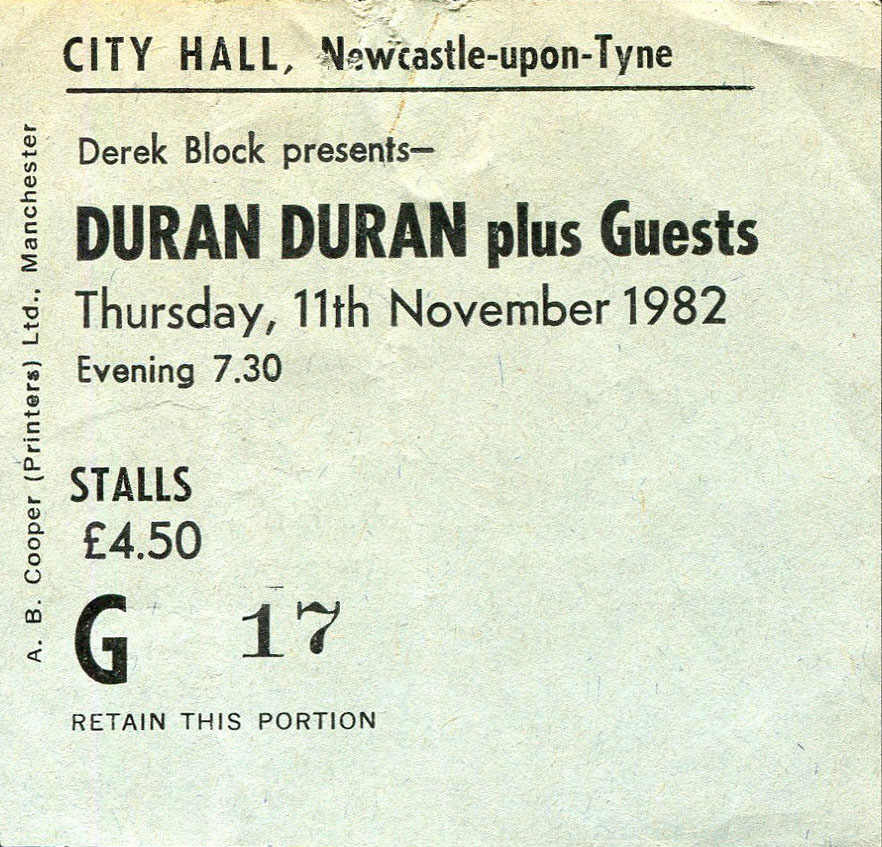 CITY HALL, Newcastle-upon-Tyne
Derek Block presents—
DURAN DURAN plus Guests
Thursday, 11th November 1982
Evening 7.30
STALLS
£4.50
G 17
RETAIN THIS PORTION
A. B. Cooper (Printers) Ltd., Manchester